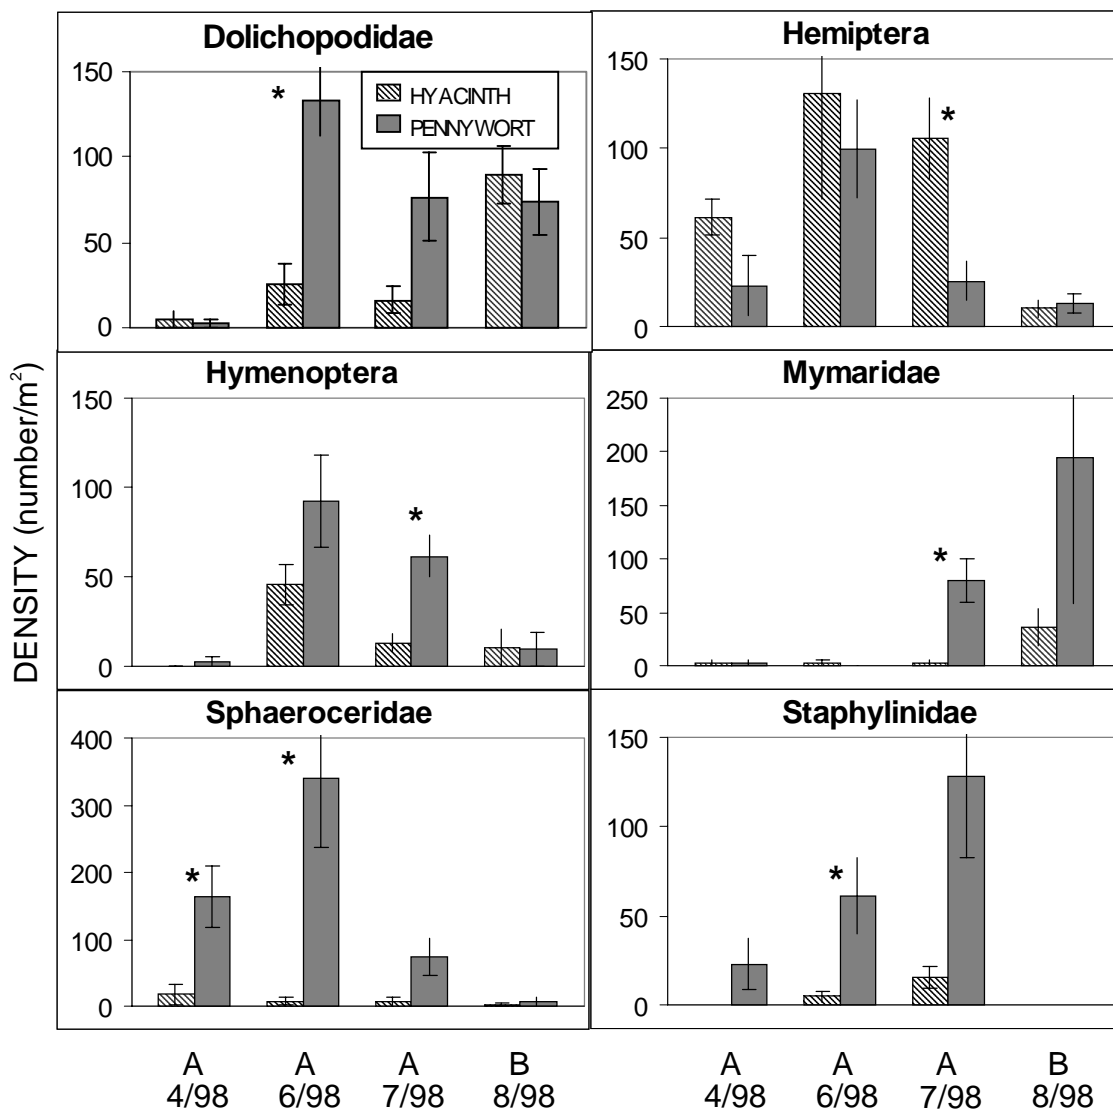 Dolichopodidae
150
100
50
0
*
HYACINTH
PENNYWORT
Hemiptera
150
100
50
0
*
DENSITY (number/m²)
Hymenoptera
150
100
50
0
*
Mymaridae
250
200
150
100
50
0
*
Sphaeroceridae
400
300
200
100
0
*
*
Staphylinidae
150
100
50
0
*
A A A B
4/98 6/98 7/98 8/98
A A A B
4/98 6/98 7/98 8/98